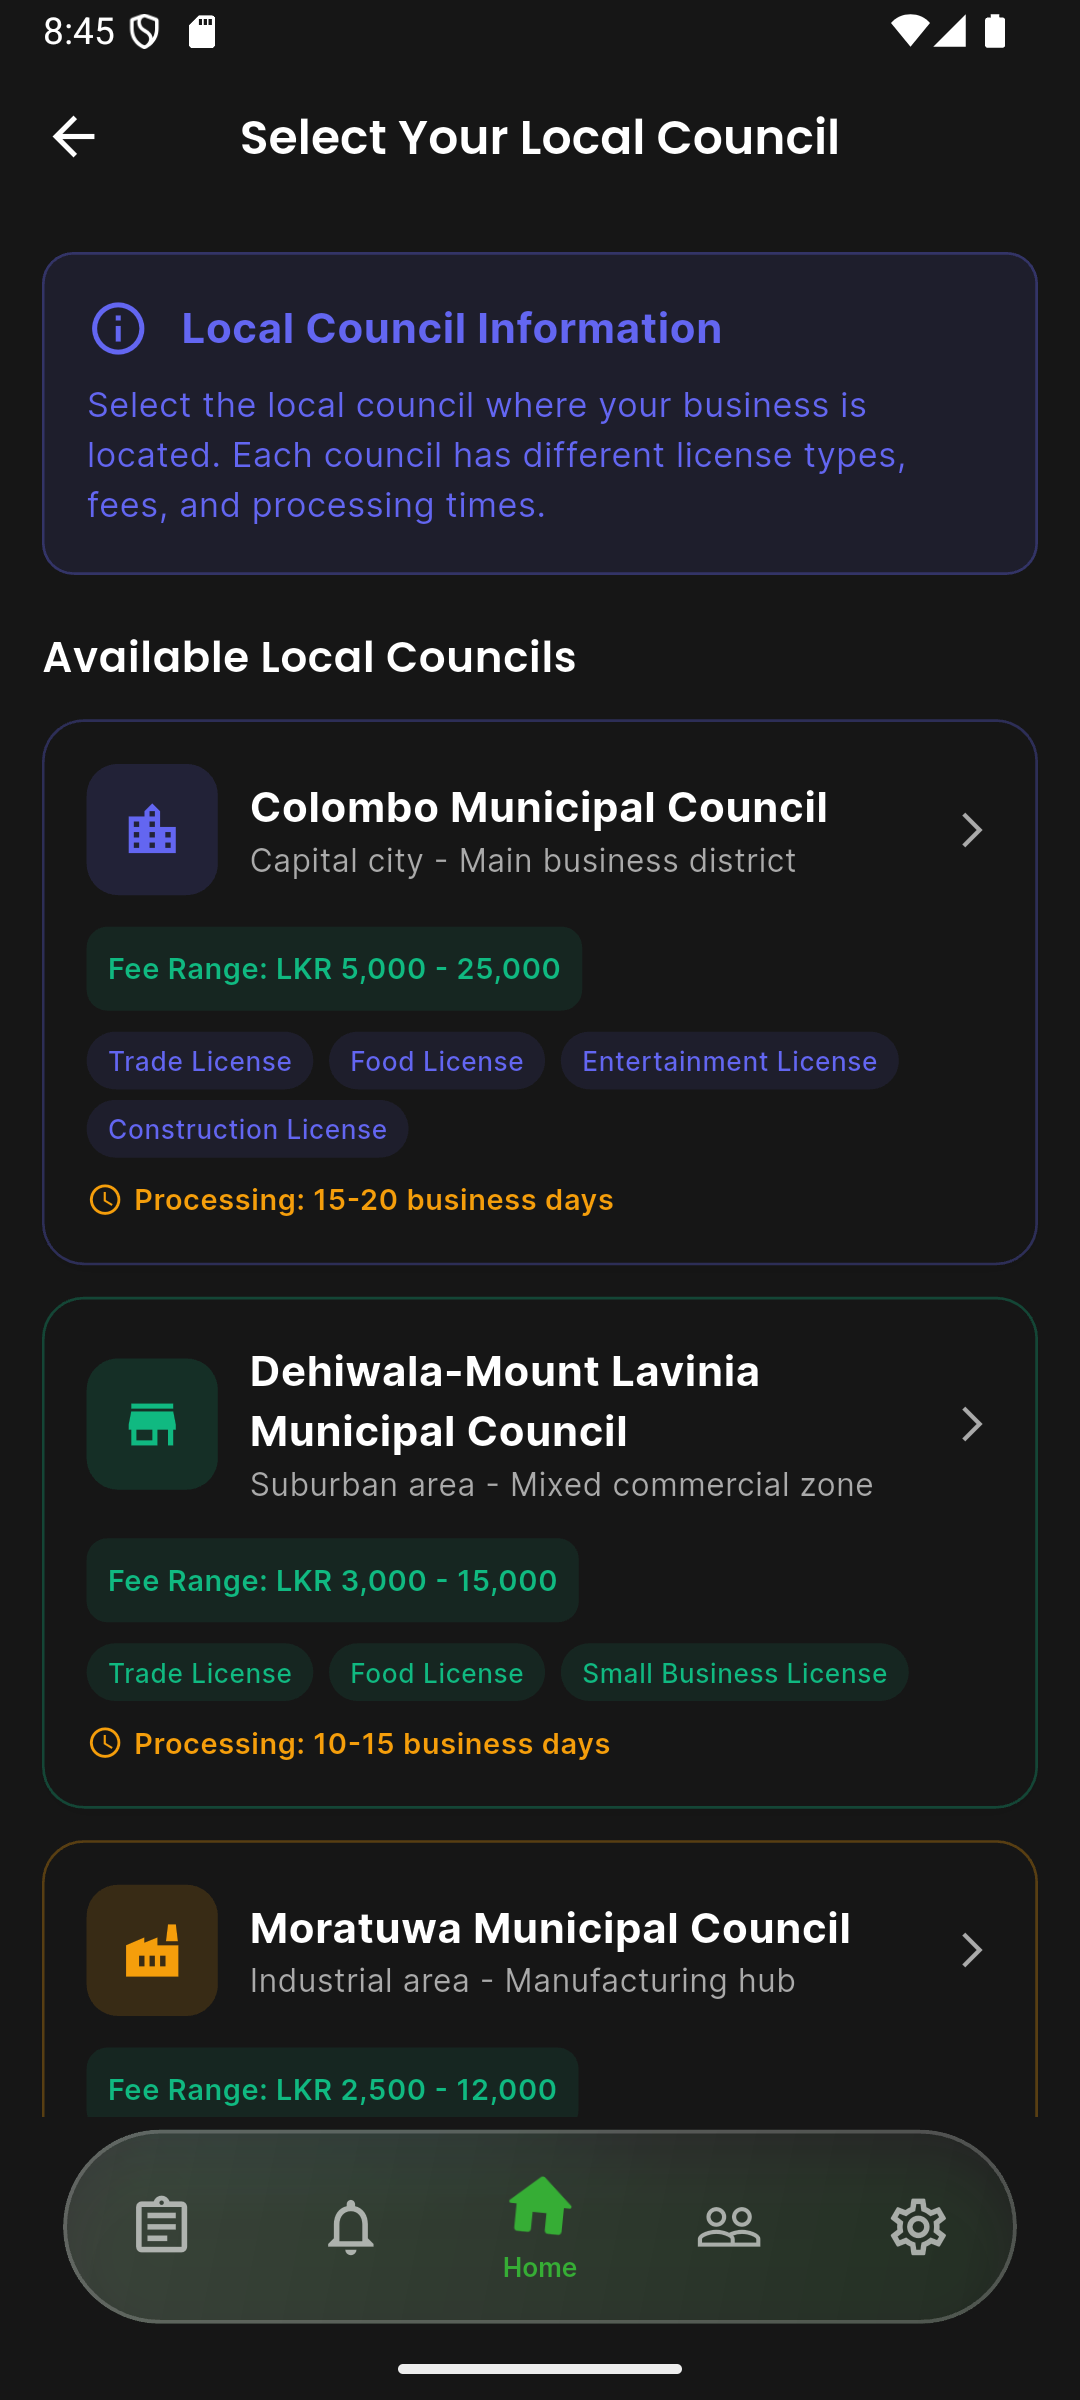 8:45
Select Your Local Council
Local Council Information
Select the local council where your business is
located. Each council has different license types,
fees, and processing times.
Available Local Councils
Colombo Municipal Council
Capital city - Main business district
Fee Range: LKR 5,000 - 25,000
Trade License Food License Entertainment License
Construction License
Processing: 15-20 business days
Dehiwala-Mount Lavinia
Municipal Council
Suburban area - Mixed commercial zone
Fee Range: LKR 3,000 - 15,000
Trade License Food License Small Business License
Processing: 10-15 business days
Moratuwa Municipal Council
Industrial area - Manufacturing hub
Fee Range: LKR 2,500 - 12,000
Home